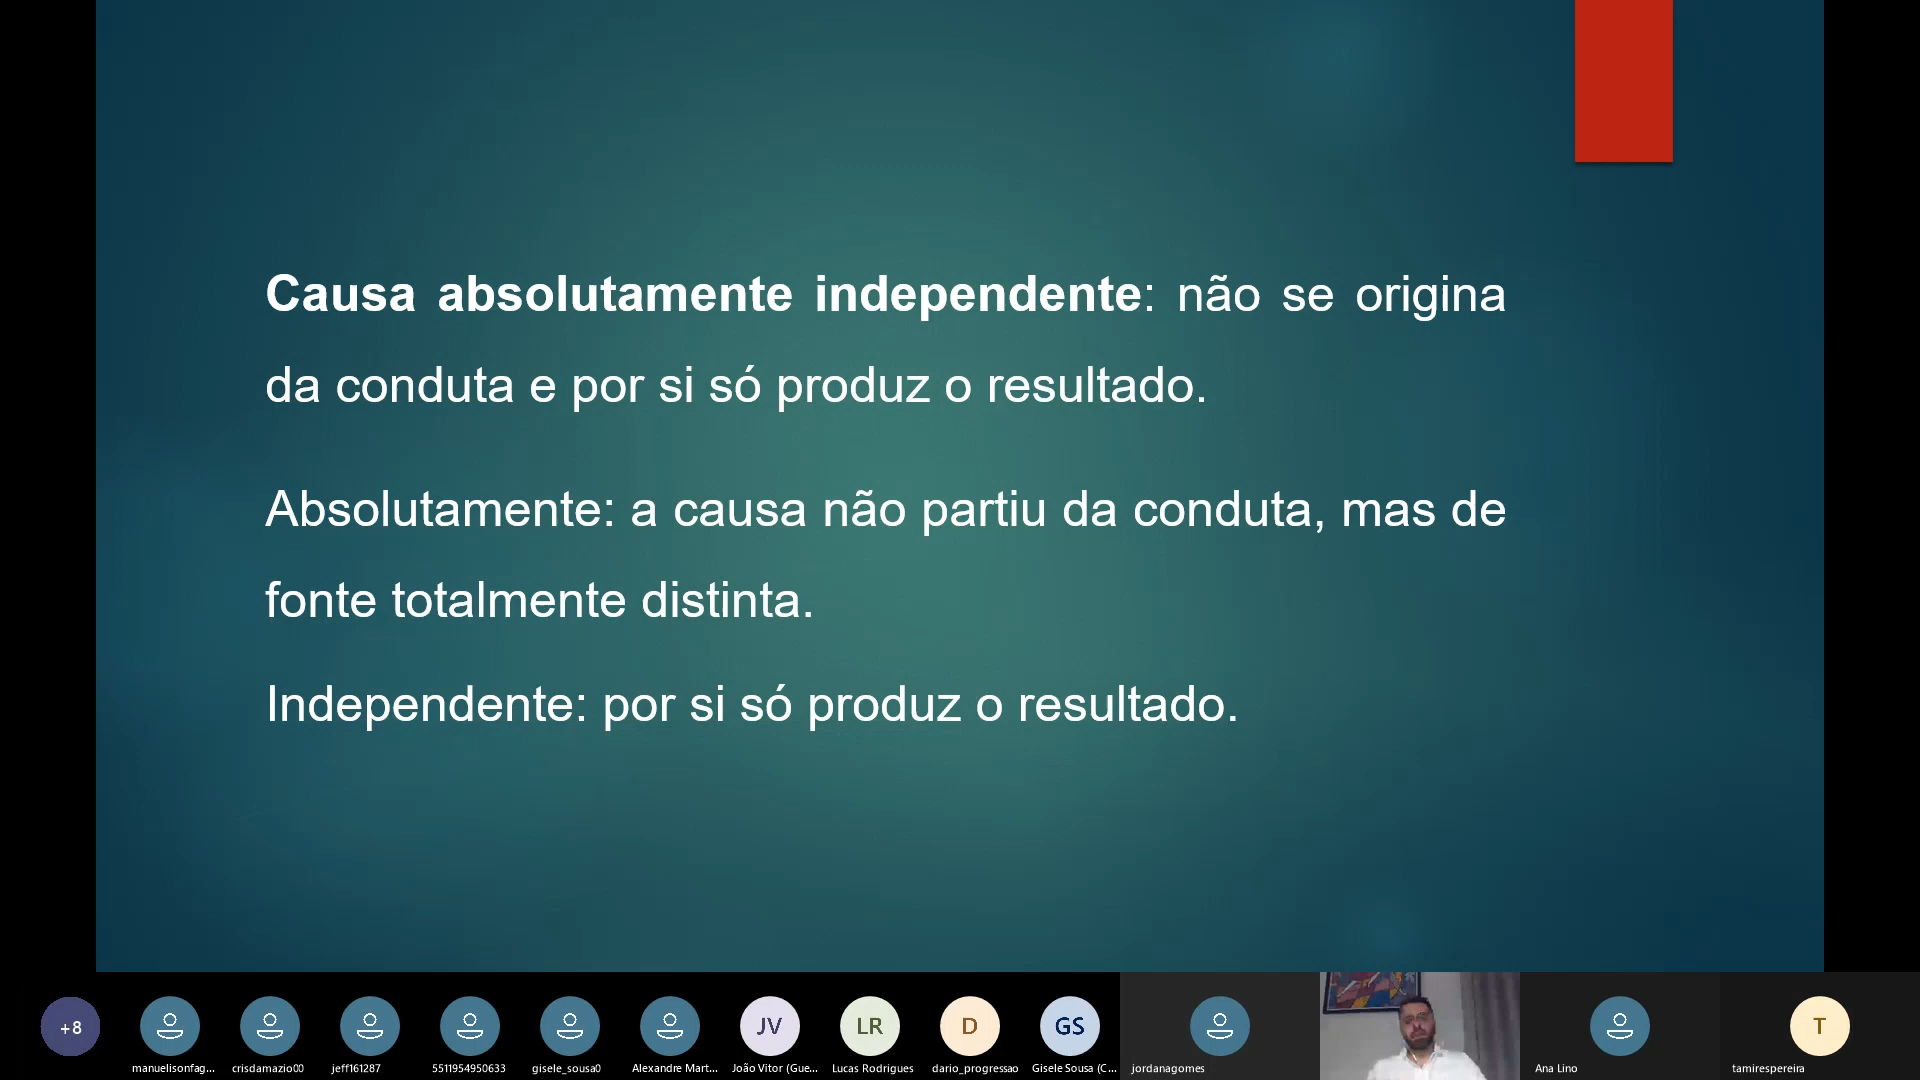 Causa absolutamente independente: não se origina
da conduta e por si só produz o resultado.
Absolutamente: a causa não partiu da conduta, mas de
fonte totalmente distinta.
Independente: por si só produz o resultado.
+8
JV
LR
D
GS
T
manuelisonfag...
crisdamazio00
jeff161287
5511954950633
gisele_sousa0
Alexandre Mart...
João Vitor (Gue...
Lucas Rodrigues
dario_progressao
Gisele Sousa (C...
jordanagomes
Ana Lino
tamirespereira